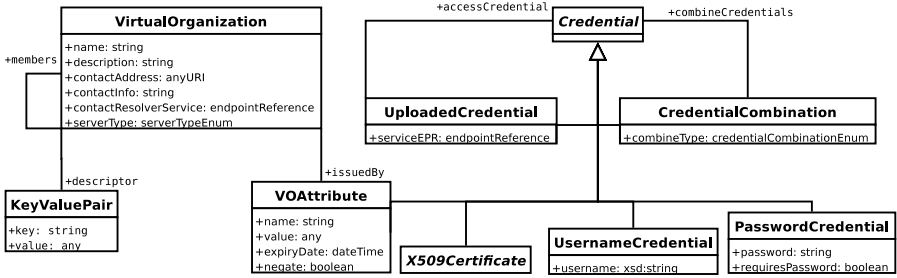 VirtualOrganization
+name: string
+description: string
+contactAddress: anyURI
+contactInfo: string
+contactResolverService: endpointReference
+serverType: serverTypeEnum
+members
+descriptor
KeyValuePair
+key: string
+value: any
+issuedBy
VOAttribute
+name: string
+value: any
+expiryDate: dateTime
+negate: boolean
+accessCredential
Credential
+combineCredentials
UploadedCredential
+serviceEPR: endpointReference
CredentialCombination
+combineType: credentialCombinationEnum
X509Certificate
UsernameCredential
+username: xsd:string
PasswordCredential
+password: string
+requiresPassword: boolean